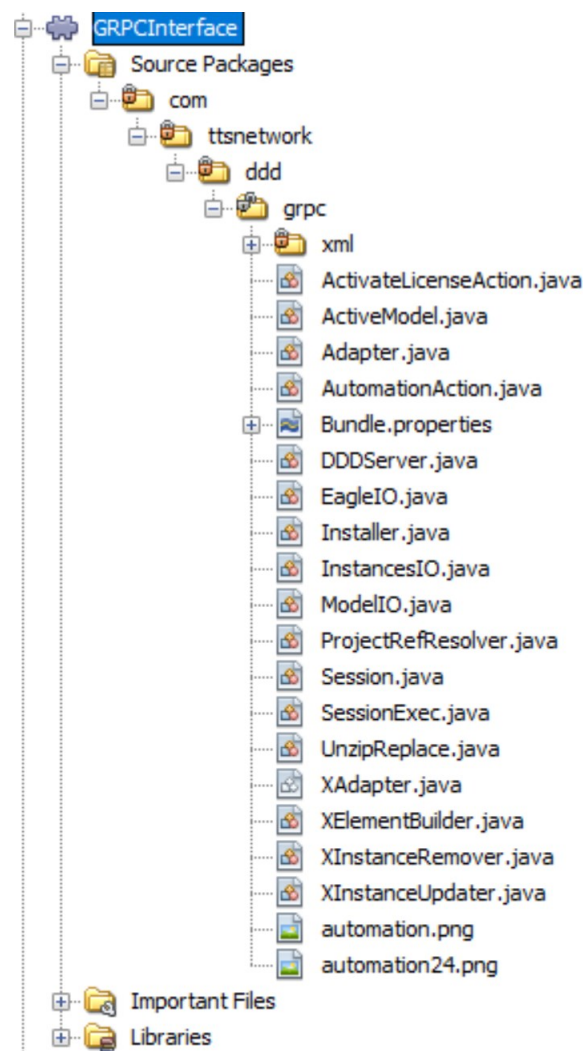 GRPCInterface
Source Packages
com
ttsnetwork
ddd
grpc
xml
ActivateLicenseAction.java
ActiveModel.java
Adapter.java
AutomationAction.java
Bundle.properties
DDDServer.java
EagleIO.java
Installer.java
InstancesIO.java
ModelIO.java
ProjectRefResolver.java
Session.java
SessionExec.java
UnzipReplace.java
XAdapter.java
XElementBuilder.java
XInstanceRemover.java
XInstanceUpdater.java
automation.png
automation24.png
Important Files
Libraries